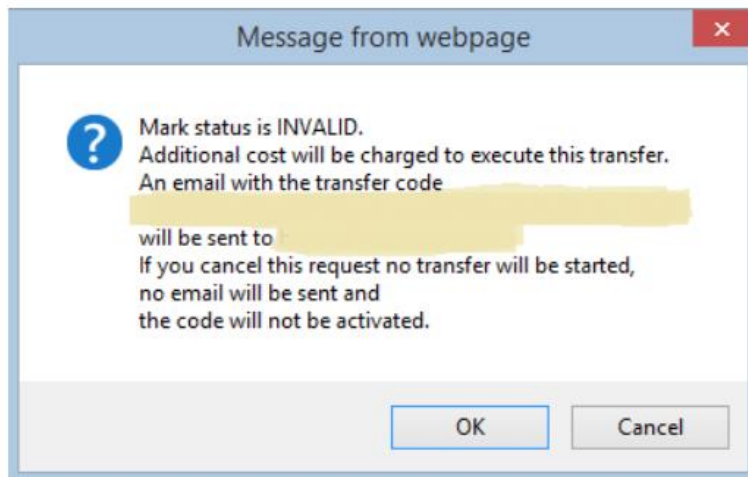 Message from webpage
Mark status is INVALID.
Additional cost will be charged to execute this transfer.
An email with the transfer code
will be sent to
If you cancel this request no transfer will be started,
no email will be sent and
the code will not be activated.
OK
Cancel